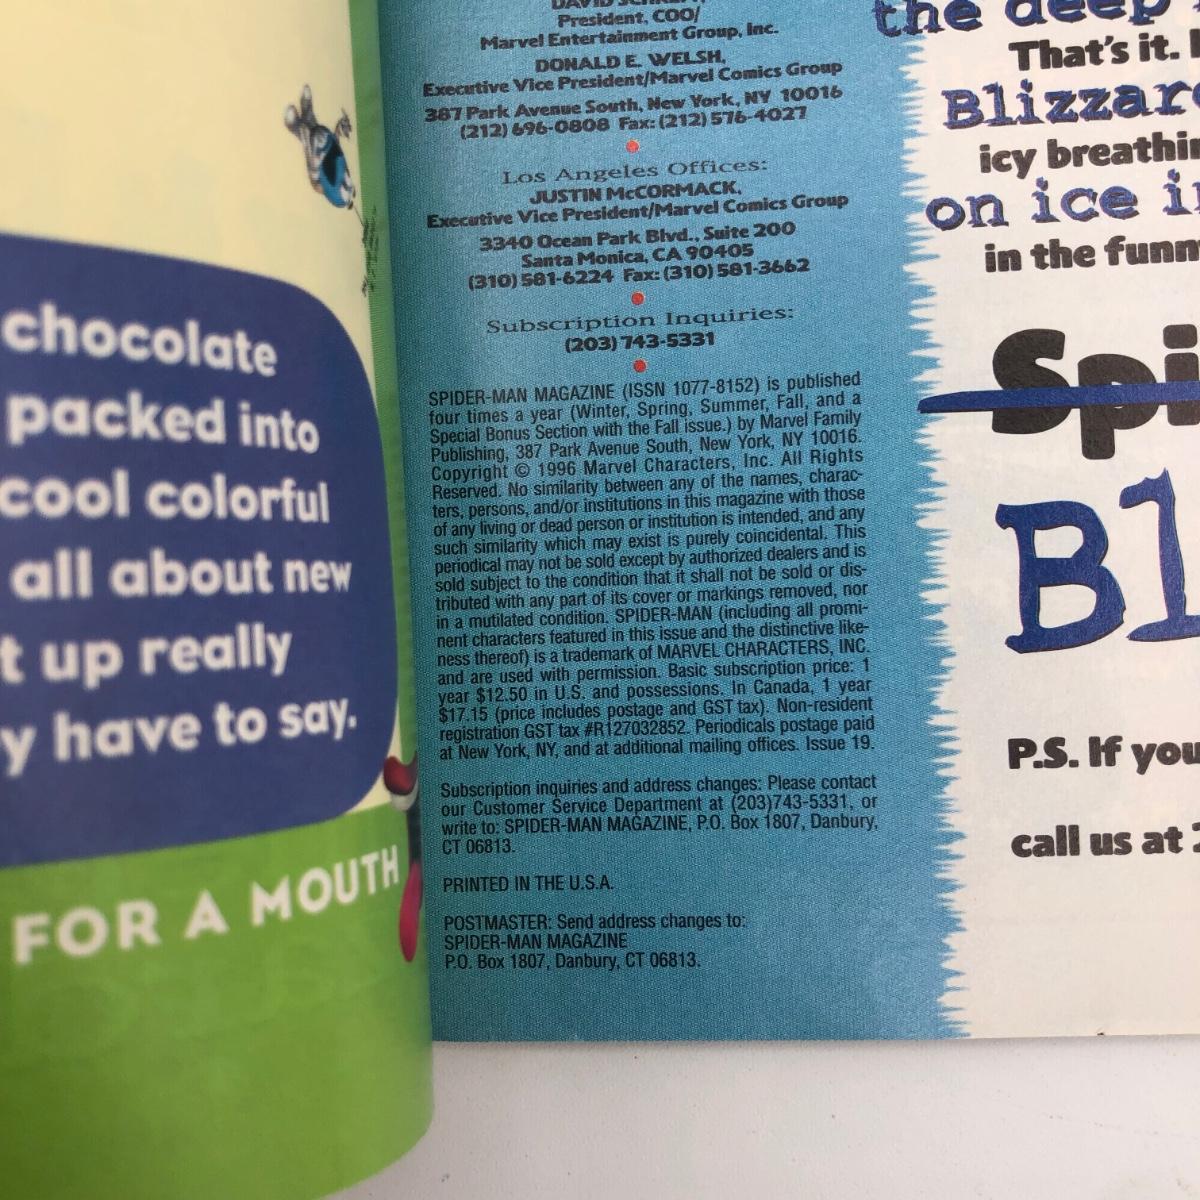 chocolate
packed into
cool colorful
all about new
t up really
y have to say.
FOR A MOUTH
President, COO/
Marvel Entertainment Group, Inc.
DONALD E. WELSH,
Executive Vice President/Marvel Comics Group
387 Park Avenue South, New York, NY 10016
(212) 696-0808 Fax: (212) 576-4027
Los Angeles Offices:
JUSTIN McCORMACK,
Executive Vice President/Marvel Comics Group
3340 Ocean Park Blvd., Suite 200
Santa Monica, CA 90405
(310) 581-6224 Fax: (310) 581-3662
Subscription Inquiries:
(203) 743-5331
SPIDER-MAN MAGAZINE (ISSN 1077-8152) is published
four times a year (Winter, Spring, Summer, Fall, and a
Special Bonus Section with the Fall issue.) by Marvel Family
Publishing, 387 Park Avenue South, New York, NY 10016.
Copyright © 1996 Marvel Characters, Inc. All Rights
Reserved. No similarity between any of the names, charac-
ters, persons, and/or institutions in this magazine with those
of any living or dead person or institution is intended, and any
such similarity which may exist is purely coincidental. This
periodical may not be sold except by authorized dealers and is
sold subject to the condition that it shall not be sold or dis-
tributed with any part of its cover or markings removed, nor
in a mutilated condition. SPIDER-MAN (including all promi-
nent characters featured in this issue and the distinctive like-
ness thereof) is a trademark of MARVEL CHARACTERS, INC.
and are used with permission. Basic subscription price: 1
year $12.50 in U.S. and possessions. In Canada, 1 year
$17.15 (price includes postage and GST tax). Non-resident
registration GST tax #R127032852. Periodicals postage paid
at New York, NY, and at additional mailing offices. Issue 19.
Subscription inquiries and address changes: Please contact
our Customer Service Department at (203)743-5331, or
write to: SPIDER-MAN MAGAZINE, P.O. Box 1807, Danbury,
CT 06813.
PRINTED IN THE U.S.A.
POSTMASTER: Send address changes to:
SPIDER-MAN MAGAZINE
P.O. Box 1807, Danbury, CT 06813.
the deep
That's it.
Blizzar
icy breathi
on ice i
in the funn
Spi
Bl
P.S. If you
call us at